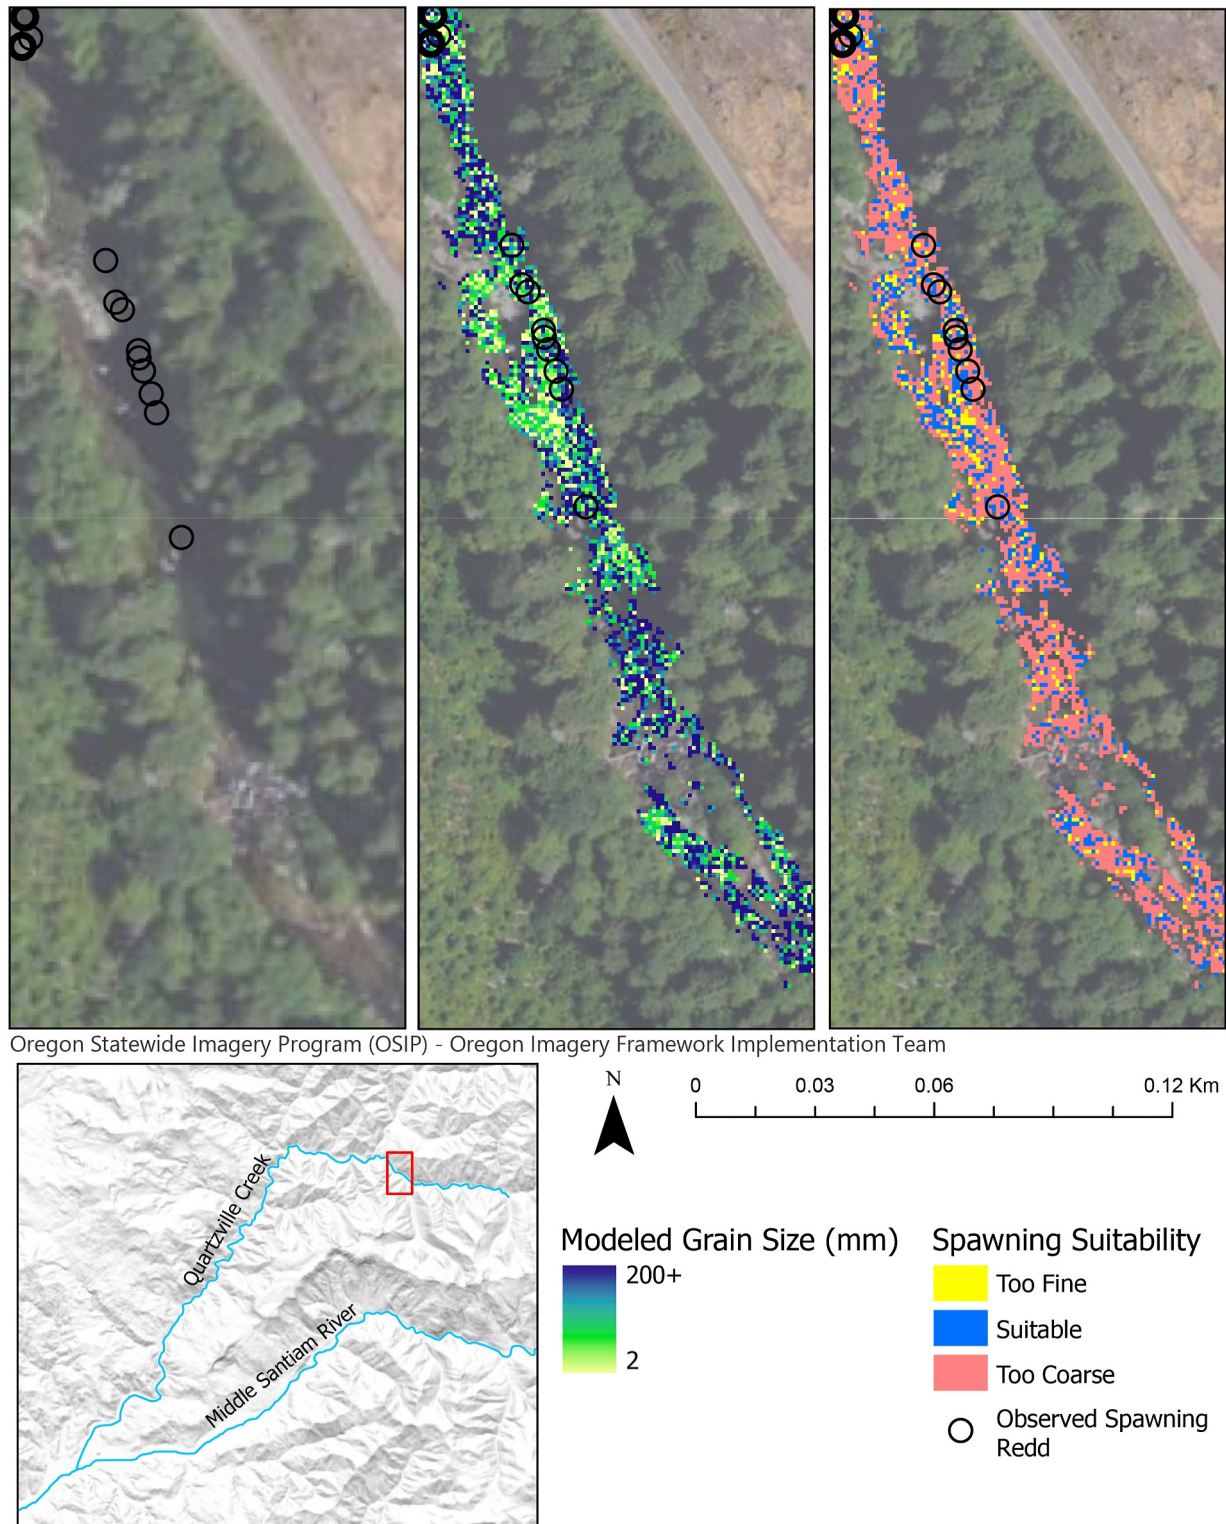 Oregon Statewide Imagery Program (OSIP) - Oregon Imagery Framework Implementation Team
N
0 0.03 0.06 0.12 Km
Quartzville Creek
Middle Santiam River
Modeled Grain Size (mm)
200+
2
Spawning Suitability
Too Fine
Suitable
Too Coarse
Observed Spawning
Redd